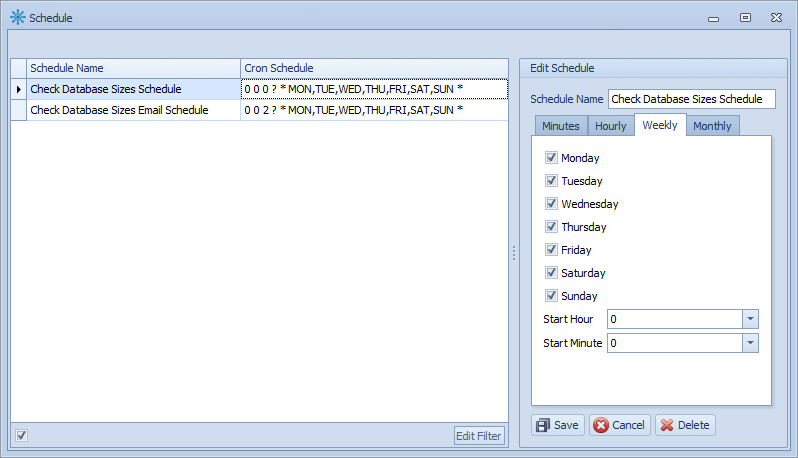 Schedule
Schedule Name Cron Schedule
Check Database Sizes Schedule 0 0 0 ? * MON,TUE,WED,THU,FRI,SAT,SUN *
Check Database Sizes Email Schedule 0 0 2 ? * MON,TUE,WED,THU,FRI,SAT,SUN *
Edit Filter
Edit Schedule
Schedule Name Check Database Sizes Schedule
Minutes Hourly Weekly Monthly
Monday
Tuesday
Wednesday
Thursday
Friday
Saturday
Sunday
Start Hour 0
Start Minute 0
Save Cancel Delete